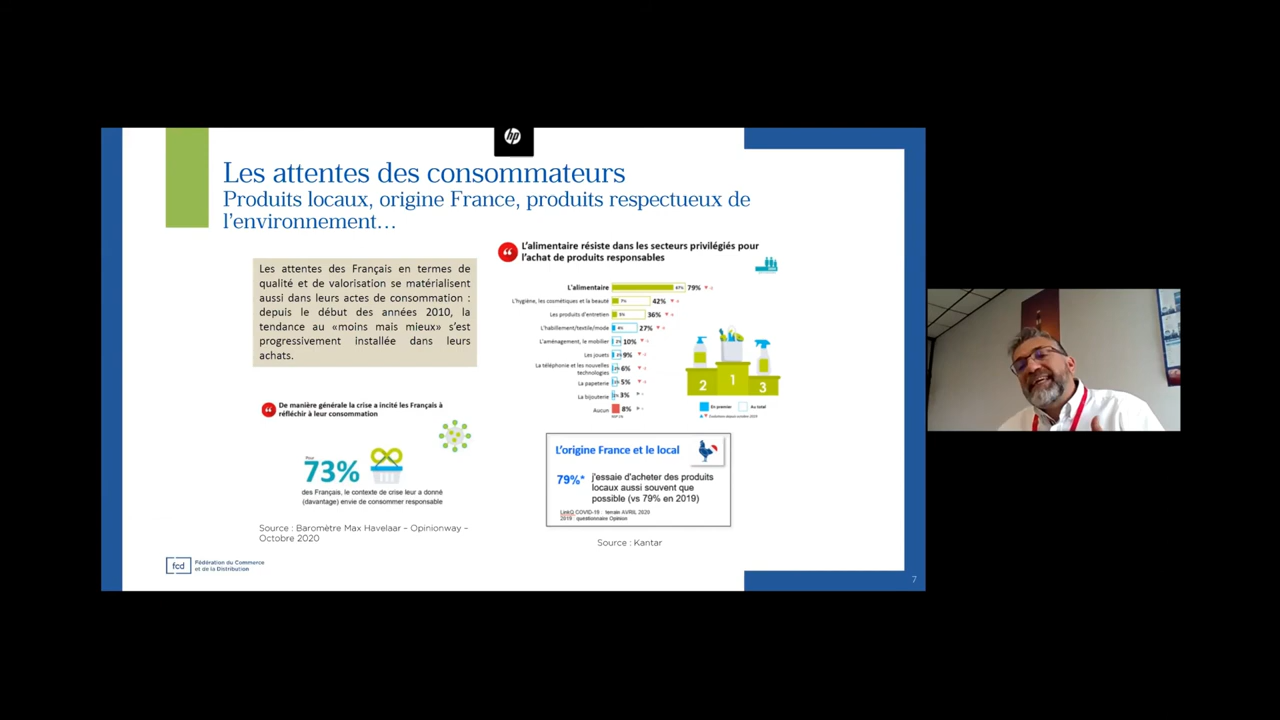 hp
Les attentes des consommateurs
Produits locaux, origine France, produits respectueux de
l'environnement…
Les attentes des Français en termes de
qualité et de valorisation se matérialisent
aussi dans leurs actes de consommation :
depuis le début des années 2010, la
tendance au «moins mais mieux» s'est
progressivement installée dans leurs
achats.
De manière générale la crise a incité les Français à
réfléchir à leur consommation
Pour
73%
des Français, le contexte de crise leur a donné
(davantage) envie de consommer responsable
Source : Baromètre Max Havelaar – Opinionway –
Octobre 2020
L'alimentaire résiste dans les secteurs privilégiés pour
l'achat de produits responsables
L'alimentaire 67% 79%
L'hygiène, les cosmétiques et la beauté 7% 42%
Les produits d'entretien 36%
L'habillement/textile/mode 27%
L'aménagement, le mobilier 10%
Les jouets 9%
La téléphonie et les nouvelles
technologies 6%
La papeterie 5%
La bijouterie 3%
Aucun 8%
2 1 3
En premier Au total
Evolutions depuis octobre 2019
L'origine France et le local
79%* j'essaie d'acheter des produits
locaux aussi souvent que
possible (vs 79% en 2019)
LinkQ COVID-19 : terrain AVRIL 2020
2019 : questionnaire Opinion
Source : Kantar
fcd Fédération du Commerce
et de la Distribution
7